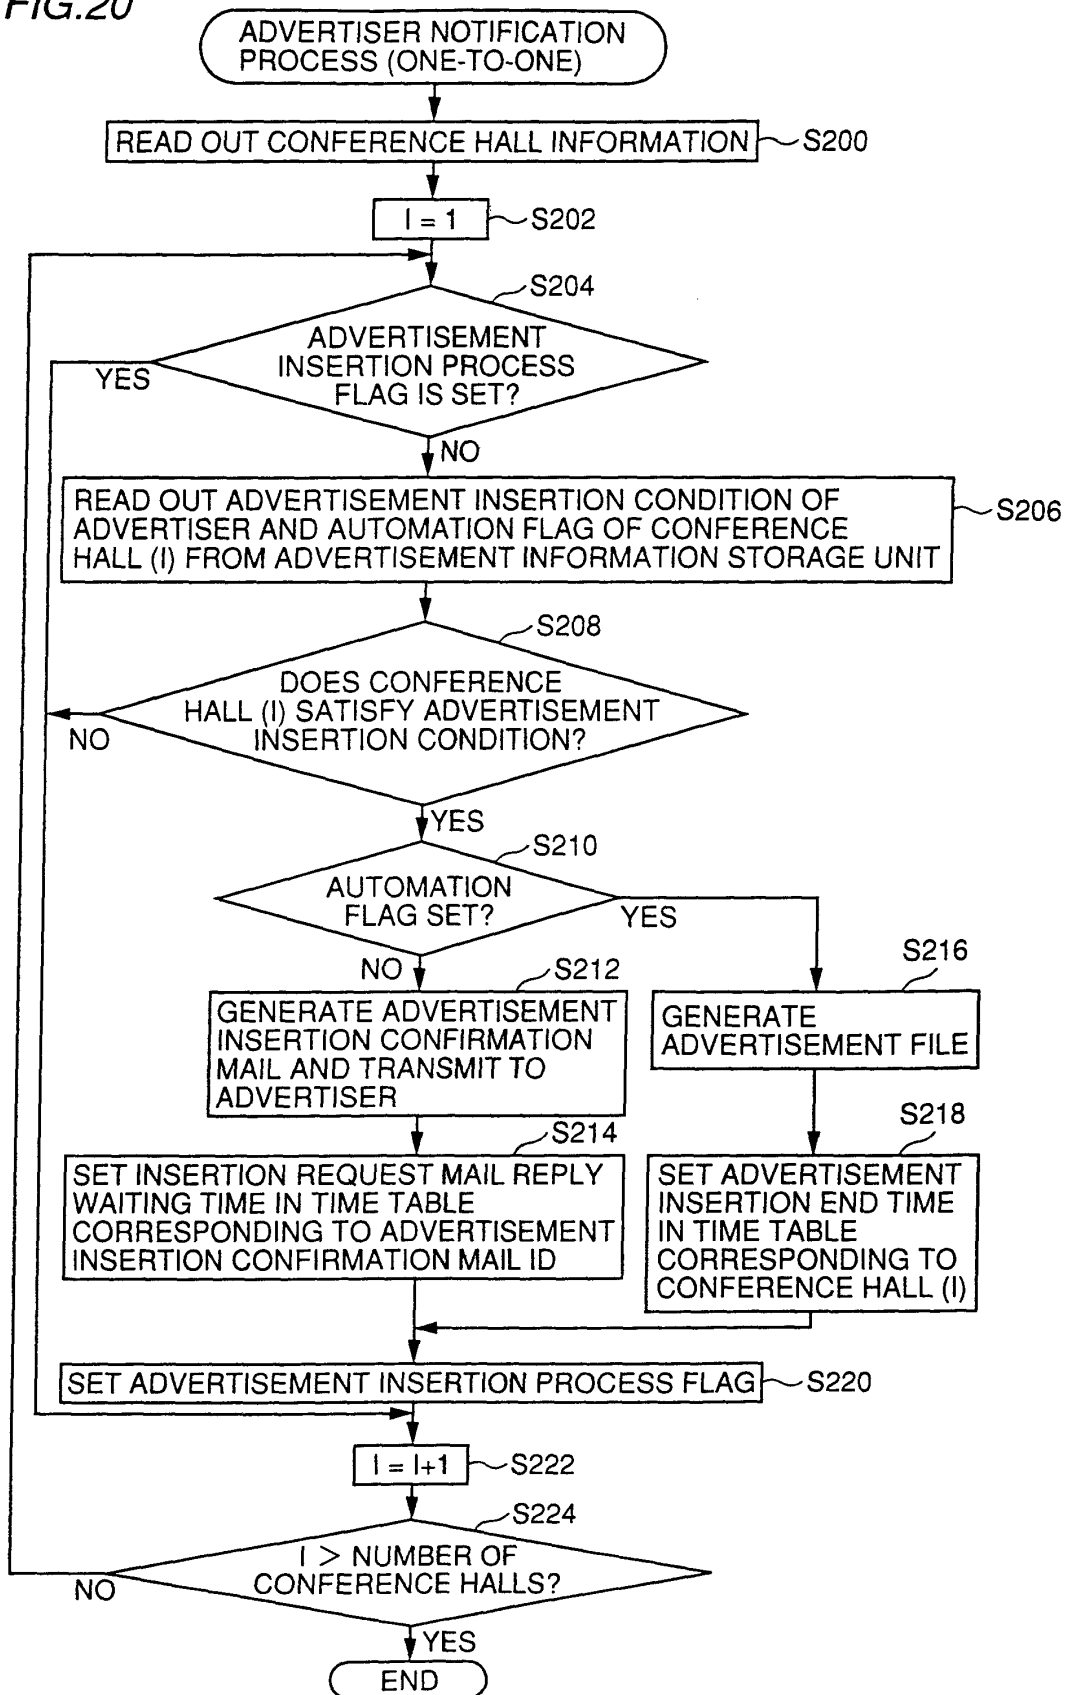 FIG.20
ADVERTISER NOTIFICATION
PROCESS (ONE-TO-ONE)
READ OUT CONFERENCE HALL INFORMATION
S200
I = 1
S202
S204
ADVERTISEMENT
INSERTION PROCESS
FLAG IS SET?
YES
NO
READ OUT ADVERTISEMENT INSERTION CONDITION OF
ADVERTISER AND AUTOMATION FLAG OF CONFERENCE
HALL (I) FROM ADVERTISEMENT INFORMATION STORAGE UNIT
S206
S208
DOES CONFERENCE
HALL (I) SATISFY ADVERTISEMENT
INSERTION CONDITION?
NO
YES
S210
AUTOMATION
FLAG SET?
YES
NO
S212
GENERATE ADVERTISEMENT
INSERTION CONFIRMATION
MAIL AND TRANSMIT TO
ADVERTISER
S216
GENERATE
ADVERTISEMENT FILE
S214
SET INSERTION REQUEST MAIL REPLY
WAITING TIME IN TIME TABLE
CORRESPONDING TO ADVERTISEMENT
INSERTION CONFIRMATION MAIL ID
S218
SET ADVERTISEMENT
INSERTION END TIME
IN TIME TABLE
CORRESPONDING TO
CONFERENCE HALL (I)
SET ADVERTISEMENT INSERTION PROCESS FLAG
S220
I = I+1
S222
S224
I > NUMBER OF
CONFERENCE HALLS?
NO
YES
END